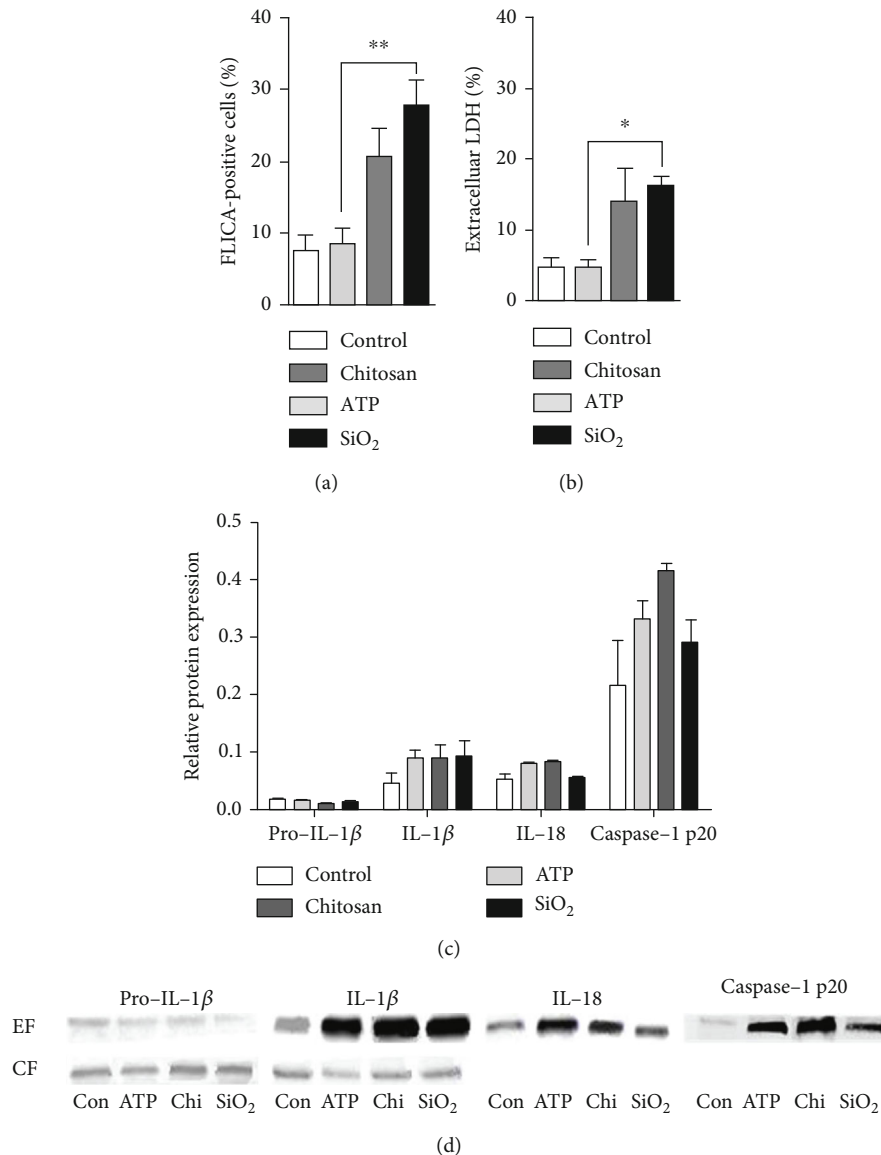 40
30
20
10
0
FLICA-positive cells (%)
**
Control
Chitosan
ATP
SiO₂
(a)
40
30
20
10
0
Extracelluar LDH (%)
*
Control
Chitosan
ATP
SiO₂
(b)
0.5
0.4
0.3
0.2
0.1
0.0
Relative protein expression
Pro–IL–1β IL–1β IL–18 Caspase–1 p20
Control ATP
Chitosan SiO₂
(c)
Pro–IL–1β IL–1β IL–18 Caspase–1 p20
EF
CF
Con ATP Chi SiO₂ Con ATP Chi SiO₂ Con ATP Chi SiO₂ Con ATP Chi SiO₂
(d)